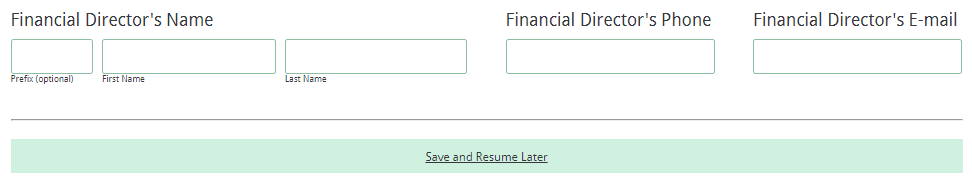 Financial Director's Name
Financial Director's Phone
Financial Director's E-mail
Prefix (optional)
First Name
Last Name
Save and Resume Later